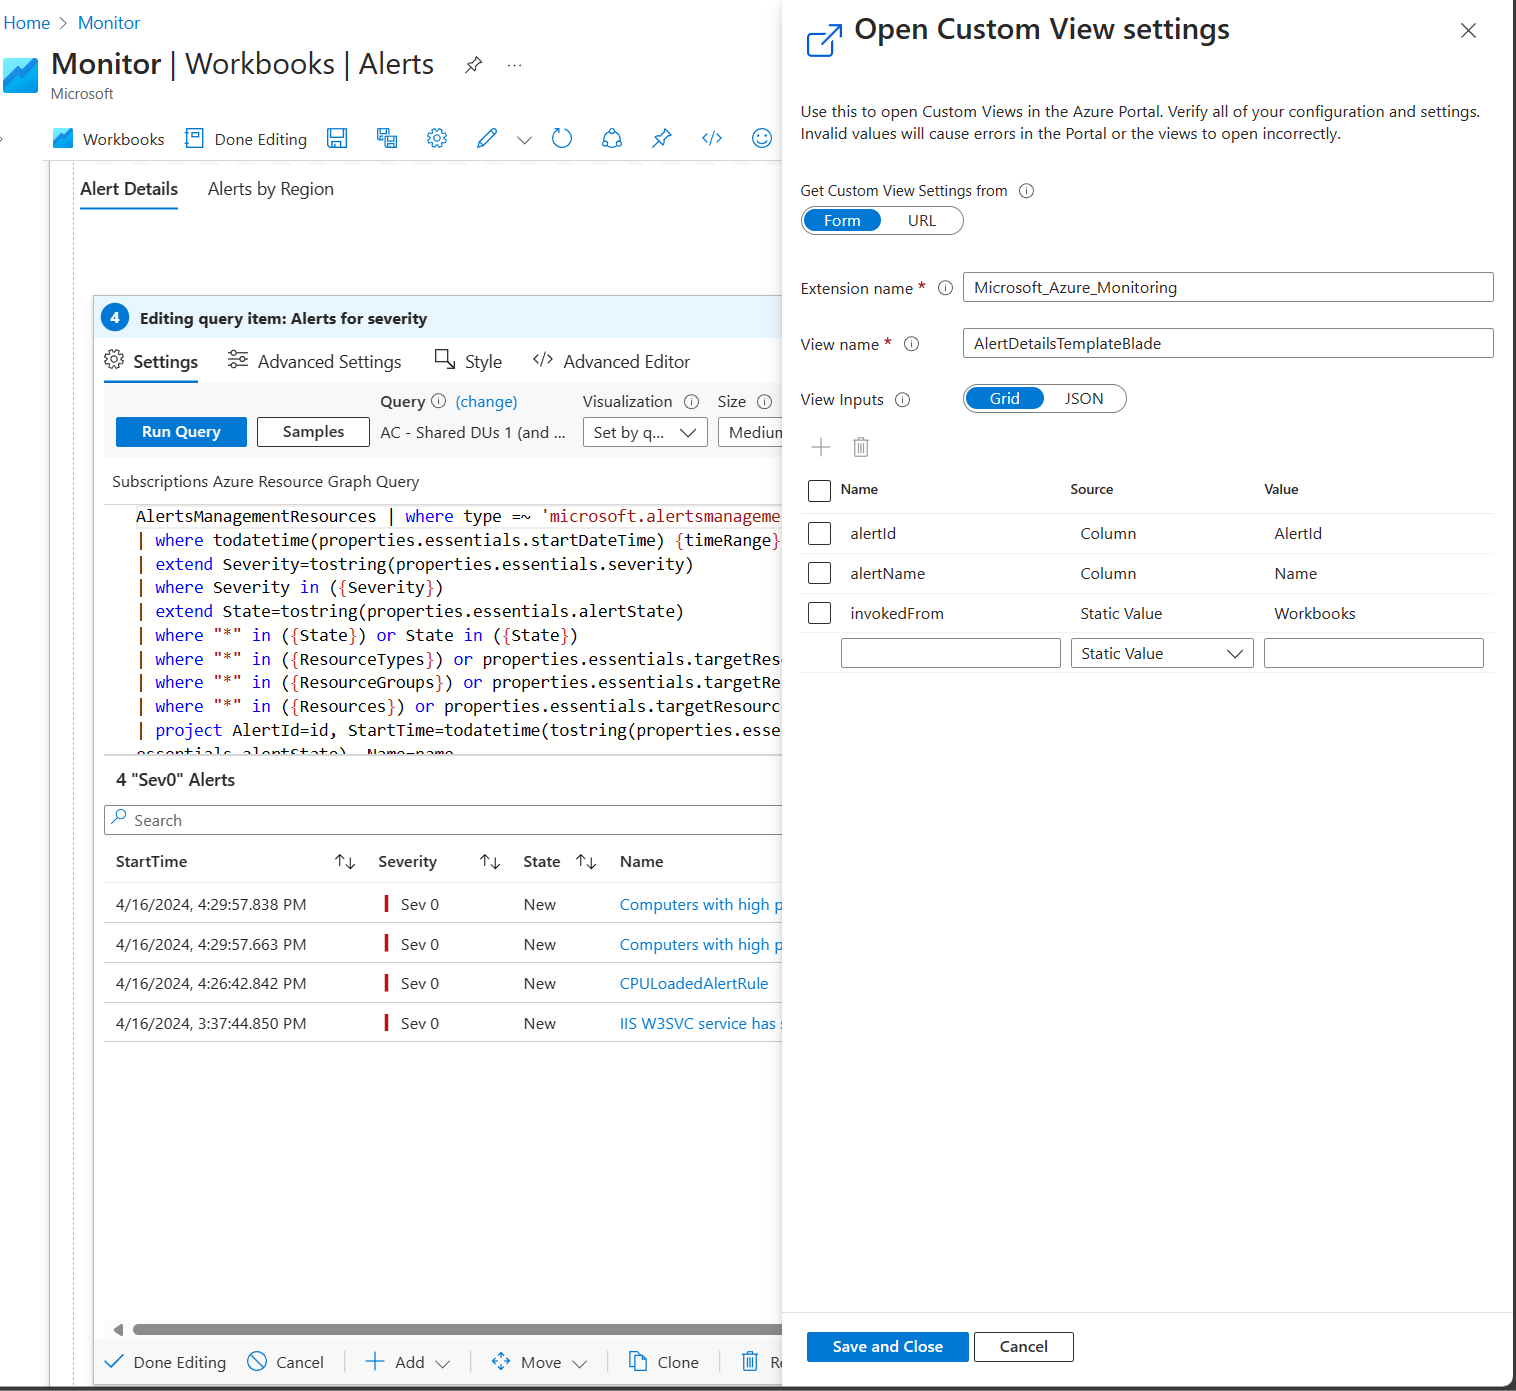 Home > Monitor
Monitor | Workbooks | Alerts ...
Microsoft
Workbooks Done Editing
Alert Details Alerts by Region
4 Editing query item: Alerts for severity
Settings Advanced Settings Style Advanced Editor
Query (change) Visualization Size
Run Query Samples AC - Shared DUs 1 (and ... Set by q... Medium
Subscriptions Azure Resource Graph Query
AlertsManagementResources | where type =~ 'microsoft.alertsmanageme
| where todatetime(properties.essentials.startDateTime) {timeRange}
| extend Severity=tostring(properties.essentials.severity)
| where Severity in ({Severity})
| extend State=tostring(properties.essentials.alertState)
| where "*" in ({State}) or State in ({State})
| where "*" in ({ResourceTypes}) or properties.essentials.targetRes
| where "*" in ({ResourceGroups}) or properties.essentials.targetRe
| where "*" in ({Resources}) or properties.essentials.targetResourc
| project AlertId=id, StartTime=todatetime(tostring(properties.esse
essentials.alertState), Name=name
4 "Sev0" Alerts
Search
StartTime Severity State Name
4/16/2024, 4:29:57.838 PM Sev 0 New Computers with high p
4/16/2024, 4:29:57.663 PM Sev 0 New Computers with high p
4/16/2024, 4:26:42.842 PM Sev 0 New CPULoadedAlertRule
4/16/2024, 3:37:44.850 PM Sev 0 New IIS W3SVC service has s
Done Editing Cancel Add Move Clone Re
Open Custom View settings
Use this to open Custom Views in the Azure Portal. Verify all of your configuration and settings.
Invalid values will cause errors in the Portal or the views to open incorrectly.
Get Custom View Settings from
Form URL
Extension name * Microsoft_Azure_Monitoring
View name * AlertDetailsTemplateBlade
View Inputs Grid JSON
Name Source Value
alertId Column AlertId
alertName Column Name
invokedFrom Static Value Workbooks
Static Value
Save and Close Cancel